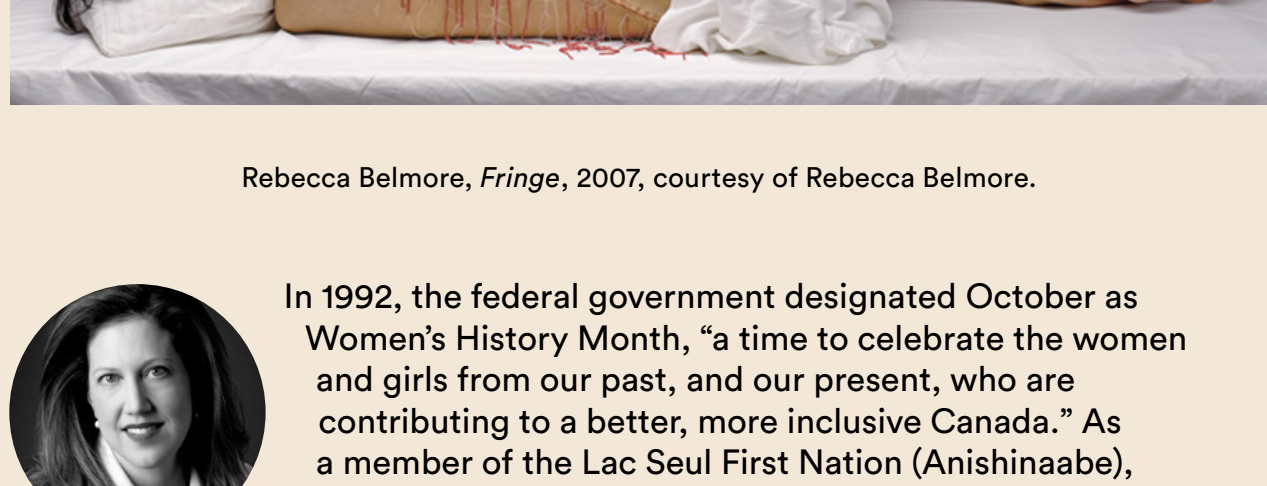 Rebecca Belmore, Fringe, 2007, courtesy of Rebecca Belmore.
In 1992, the federal government designated October as
Women’s History Month, “a time to celebrate the women
and girls from our past, and our present, who are
contributing to a better, more inclusive Canada.” As
a member of the Lac Seul First Nation (Anishinaabe),